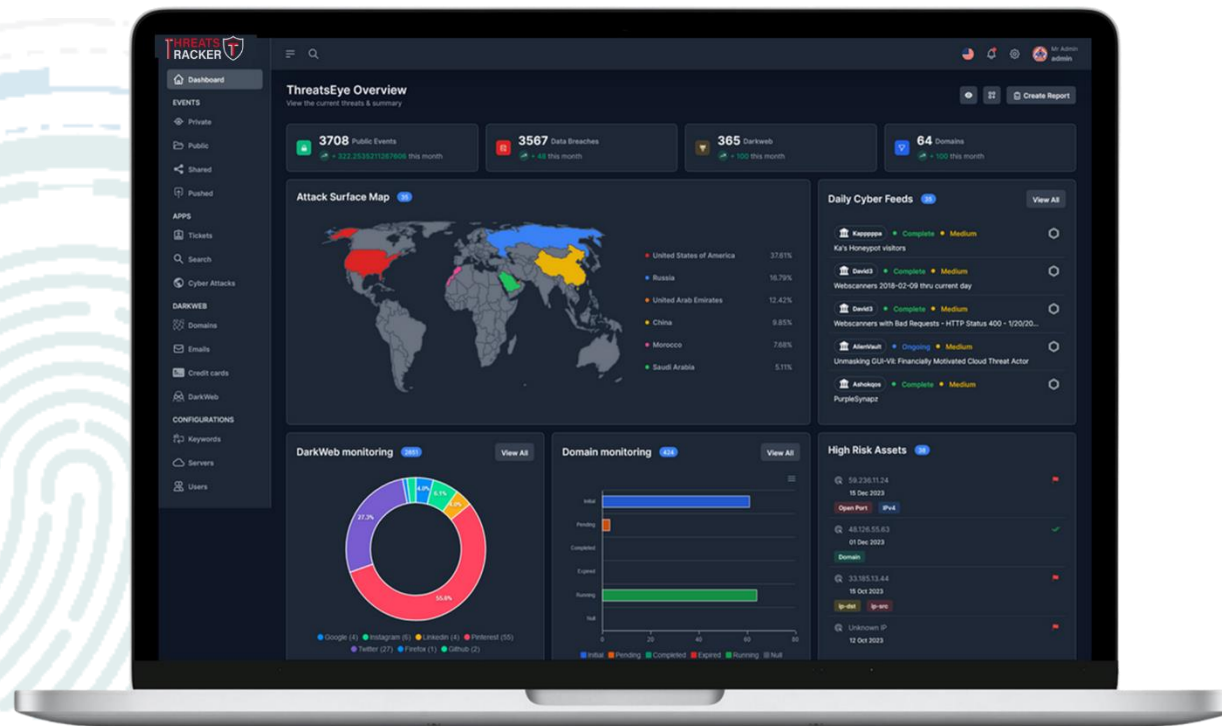 THREATS
TRACKER T
Mr Admin
admin
Dashboard
EVENTS
Private
Public
Shared
Pushed
APPS
Tickets
Search
Cyber Attacks
DARKWEB
Domains
Emails
Credit cards
DarkWeb
CONFIGURATIONS
Keywords
Servers
Users
ThreatsEye Overview
View the current threats & summary
Create Report
3708 Public Events
+ 322.2535211267606 this month
3567 Data Breaches
+ 48 this month
365 Darkweb
+ 100 this month
64 Domains
+ 100 this month
Attack Surface Map 35
United States of America 37.61%
Russia 16.79%
United Arab Emirates 12.42%
China 9.85%
Morocco 7.68%
Saudi Arabia 5.11%
Daily Cyber Feeds 35
View All
Kapppppa Complete Medium
Ka's Honeypot visitors
David3 Complete Medium
Webscanners 2018-02-09 thru current day
David3 Complete Medium
Webscanners with Bad Requests - HTTP Status 400 - 1/20/20...
AlienVault Ongoing Medium
Unmasking GUI-Vil: Financially Motivated Cloud Threat Actor
Ashokqos Complete Medium
PurpleSynapz
DarkWeb monitoring
View All
4.0%
6.1%
4.0%
27.3%
55.6%
Google (4) Instagram (6) Linkedin (4) Pinterest (55)
Twitter (27) Firefox (1) Github (2)
Domain monitoring 424
View All
Initial
Pending
Completed
Expired
Running
Null
0 20 40 60 80
Initial Pending Completed Expired Running Null
High Risk Assets
59.236.11.24
15 Dec 2023
Open Port IPv4
48.126.55.63
01 Dec 2023
Domain
33.185.13.44
15 Oct 2023
ip-dst ip-src
Unknown IP
12 Oct 2023